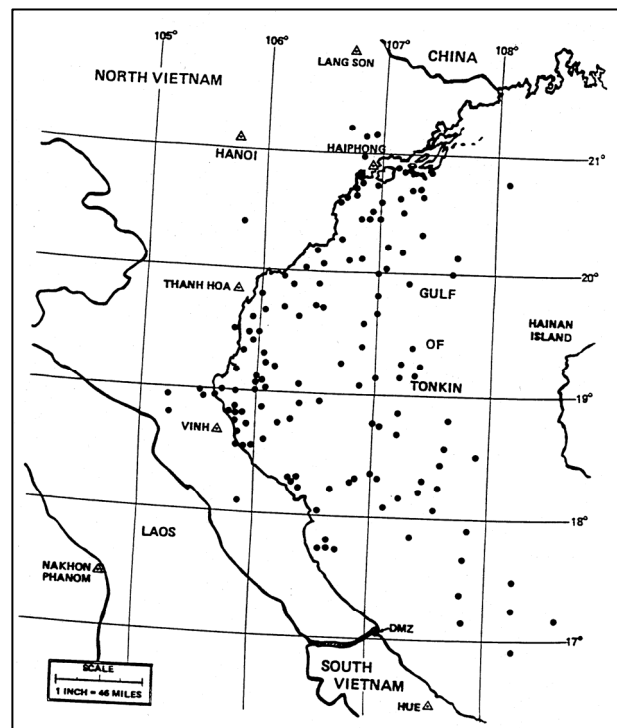 105°
106°
107°
108°
LANG SON
CHINA
NORTH VIETNAM
HANOI
HAIPHONG
21°
THANH HOA
20°
GULF
OF
TONKIN
HAINAN
ISLAND
19°
VINH
18°
LAOS
NAKHON
PHANOM
DMZ
17°
SCALE
1 INCH = 46 MILES
SOUTH
VIETNAM
HUE